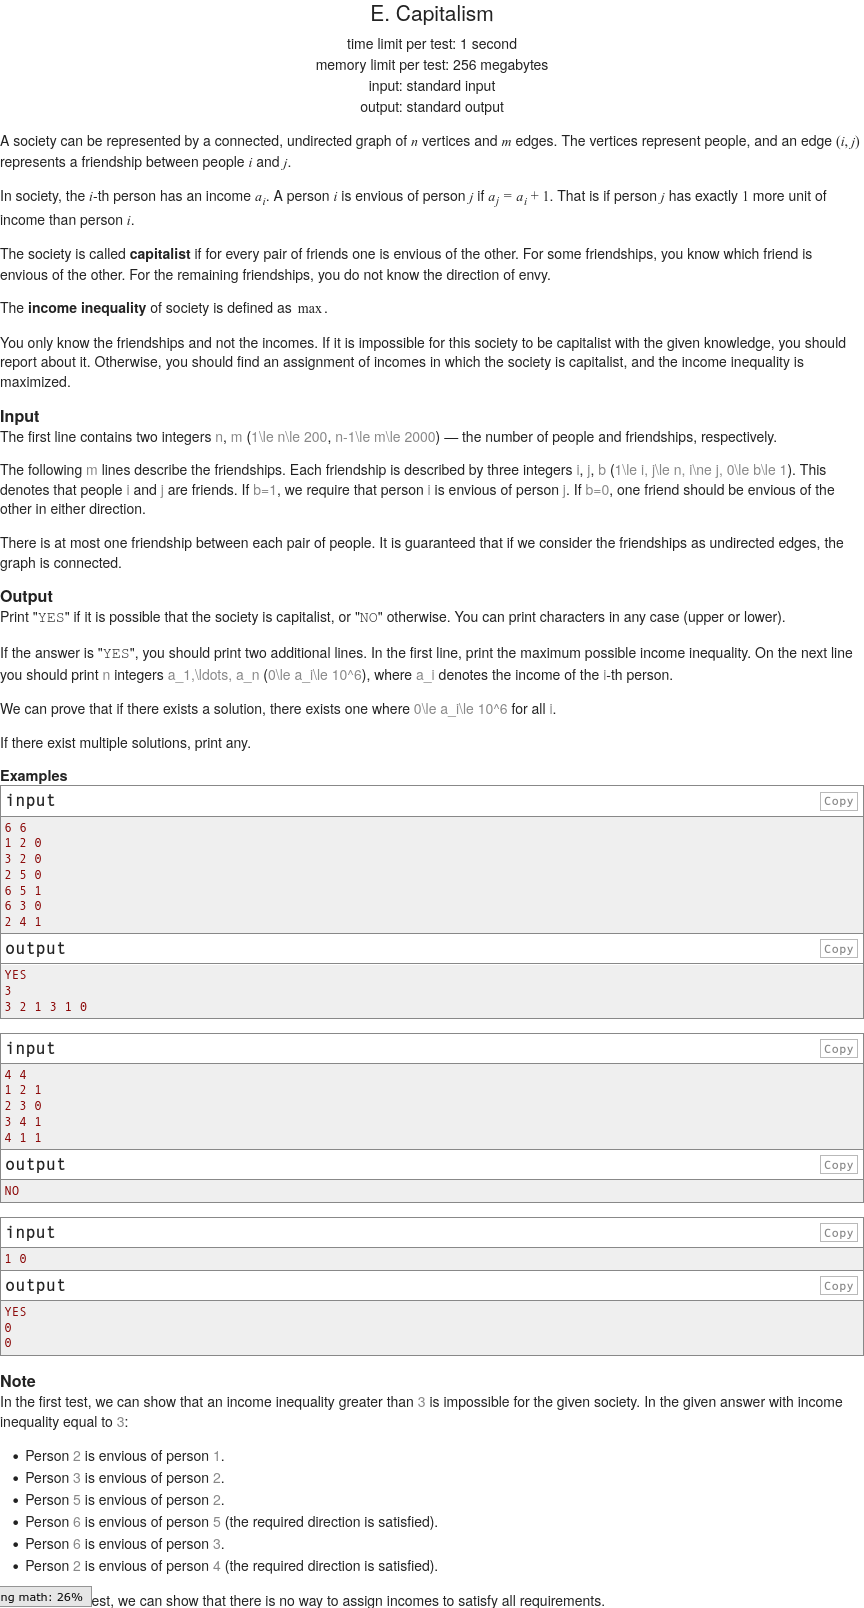 E. Capitalism
time limit per test: 1 second
memory limit per test: 256 megabytes
input: standard input
output: standard output
A society can be represented by a connected, undirected graph of n vertices and m edges. The vertices represent people, and an edge (i, j)
represents a friendship between people i and j.
In society, the i-th person has an income a_i. A person i is envious of person j if a_j = a_i + 1. That is if person j has exactly 1 more unit of
income than person i.
The society is called capitalist if for every pair of friends one is envious of the other. For some friendships, you know which friend is
envious of the other. For the remaining friendships, you do not know the direction of envy.
The income inequality of society is defined as max.
You only know the friendships and not the incomes. If it is impossible for this society to be capitalist with the given knowledge, you should
report about it. Otherwise, you should find an assignment of incomes in which the society is capitalist, and the income inequality is
maximized.
Input
The first line contains two integers n, m (1\le n\le 200, n-1\le m\le 2000) — the number of people and friendships, respectively.
The following m lines describe the friendships. Each friendship is described by three integers i, j, b (1\le i, j\le n, i\ne j, 0\le b\le 1). This
denotes that people i and j are friends. If b=1, we require that person i is envious of person j. If b=0, one friend should be envious of the
other in either direction.
There is at most one friendship between each pair of people. It is guaranteed that if we consider the friendships as undirected edges, the
graph is connected.
Output
Print "YES" if it is possible that the society is capitalist, or "NO" otherwise. You can print characters in any case (upper or lower).
If the answer is "YES", you should print two additional lines. In the first line, print the maximum possible income inequality. On the next line
you should print n integers a_1,\ldots, a_n (0\le a_i\le 10^6), where a_i denotes the income of the i-th person.
We can prove that if there exists a solution, there exists one where 0\le a_i\le 10^6 for all i.
If there exist multiple solutions, print any.
Examples
input Copy
6 6
1 2 0
3 2 0
2 5 0
6 5 1
6 3 0
2 4 1
output Copy
YES
3
3 2 1 3 1 0
input Copy
4 4
1 2 1
2 3 0
3 4 1
4 1 1
output Copy
NO
input Copy
1 0
output Copy
YES
0
0
Note
In the first test, we can show that an income inequality greater than 3 is impossible for the given society. In the given answer with income
inequality equal to 3:
• Person 2 is envious of person 1.
• Person 3 is envious of person 2.
• Person 5 is envious of person 2.
• Person 6 is envious of person 5 (the required direction is satisfied).
• Person 6 is envious of person 3.
• Person 2 is envious of person 4 (the required direction is satisfied).
ng math: 26% est, we can show that there is no way to assign incomes to satisfy all requirements.